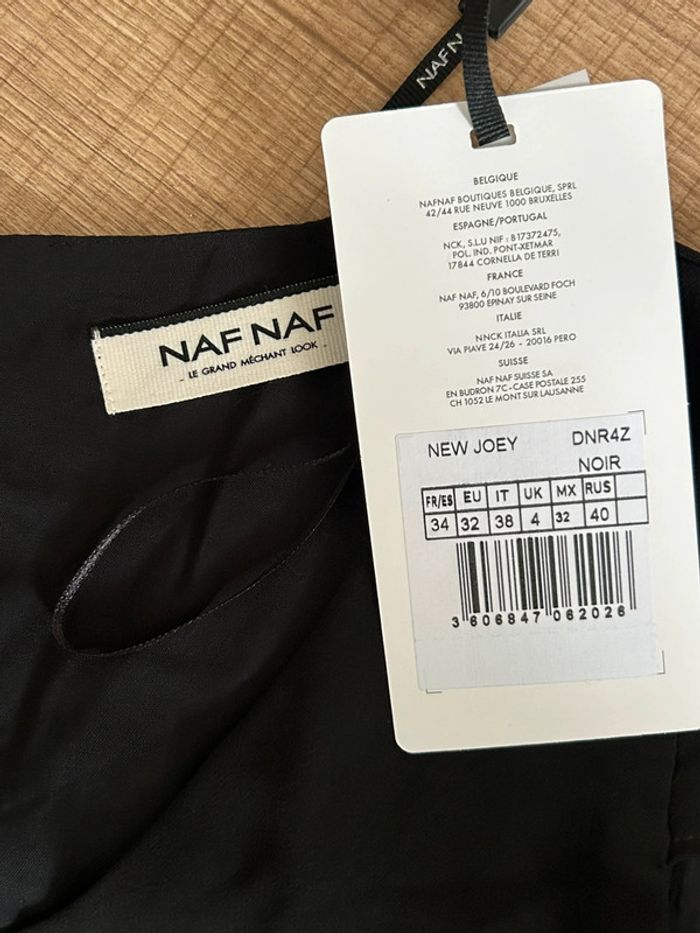 NAF N
BELGIQUE
NAFNAF BOUTIQUES BELGIQUE, SPRL
42/44 RUE NEUVE 1000 BRUXELLES
ESPAGNE/PORTUGAL
NCK, S.L.U NIF : B17372475,
POL. IND. PONT-XETMAR
17844 CORNELLA DE TERRI
FRANCE
NAF NAF, 6/10 BOULEVARD FOCH
93800 EPINAY SUR SEINE
ITALIE
NNCK ITALIA SRL
VIA PIAVE 24/26 - 20016 PERO
SUISSE
NAF NAF SUISSE SA
EN BUDRON 7C - CASE POSTALE 255
CH 1052 LE MONT SUR LAUSANNE
NAF NAF
- LE GRAND MÉCHANT LOOK -
NEW JOEY DNR4Z
NOIR
FR/ES EU IT UK MX RUS
34 32 38 4 32 40
3 606847 062026